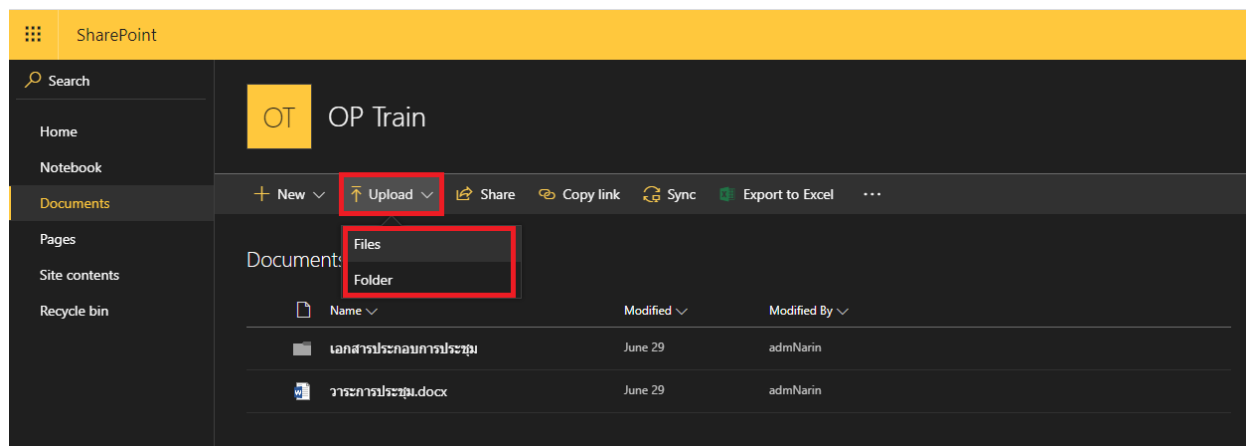 SharePoint
Search
OT OP Train
Home
Notebook
Documents
Pages
Site contents
Recycle bin
New Upload Share Copy link Sync Export to Excel ...
Files
Folder
Documents
Name Modified Modified By
เอกสารประกอบการประชุม June 29 admNarin
วาระการประชุม.docx June 29 admNarin